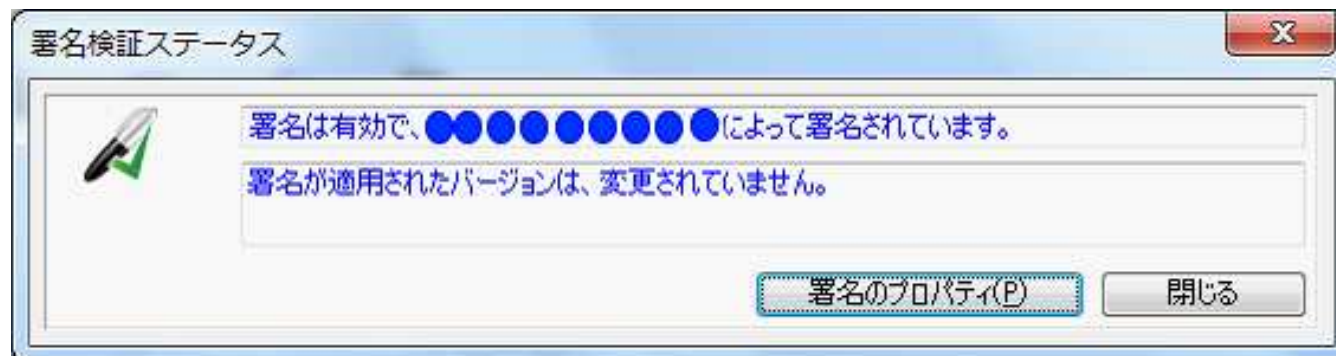 署名検証ステータス
署名は有効で、●●●●●●●●●によって署名されています。
署名が適用されたバージョンは、変更されていません。
署名のプロパティ(P)
閉じる